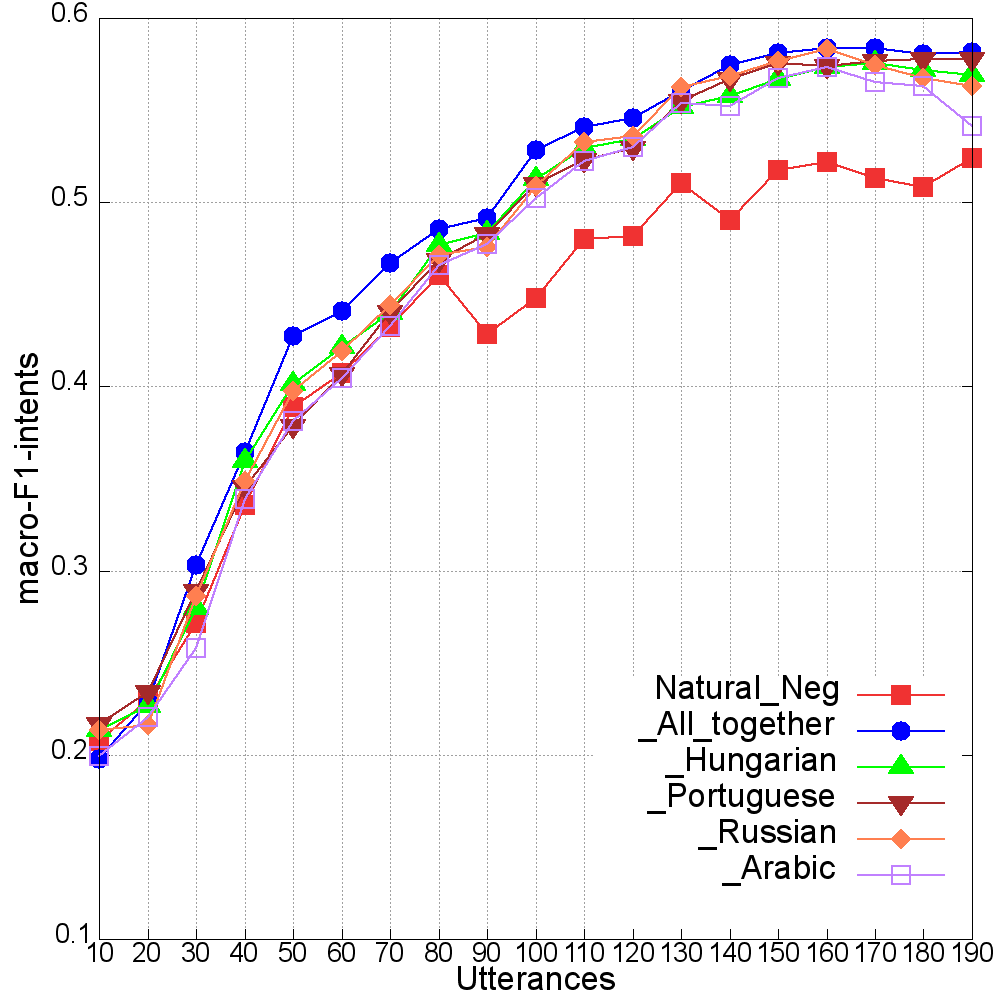 0.6
0.5
0.4
0.3
0.2
0.1
macro-F1-intents
Natural_Neg
_All_together
_Hungarian
_Portuguese
_Russian
_Arabic
10 20 30 40 50 60 70 80 90 100 110 120 130 140 150 160 170 180 190
Utterances